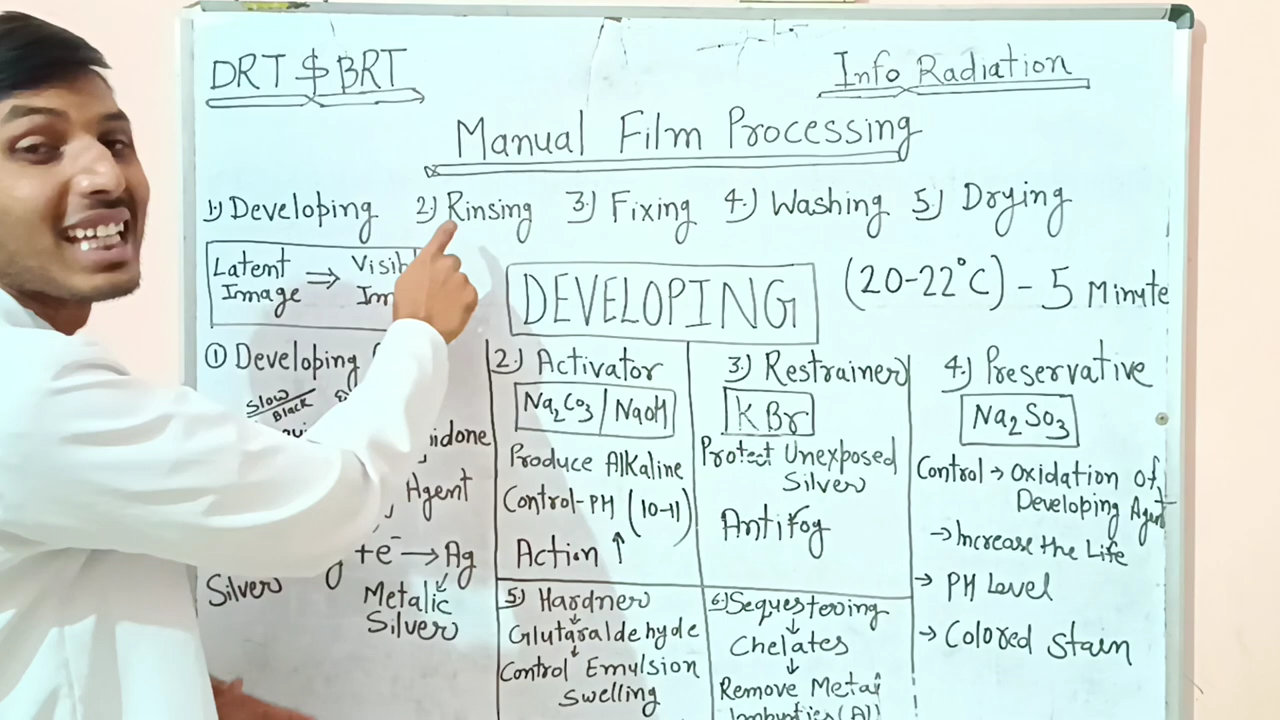 DRT $ BRT
Info Radiation
Manual Film Processing
1.) Developing 2.) Rinsing 3.) Fixing 4.) Washing 5.) Drying
Latent Image ⇒
DEVELOPING
(20-22°C) - 5 Minute
① Developing
Slow
Black
Agent
+e⁻ → Ag
Silver
Metalic
Silver
2.) Activator
Na₂Co₃ / NaOH
Produce Alkaline
Control-PH (10-11)
Action ↑
3.) Restrainer
KBr
Protect Unexposed
Silver
Antifog
4.) Preservative
Na₂So₃
Control → Oxidation of
Developing Agent
→ Increase the Life
→ PH Level
→ Colored Stain
5.) Hardner
↓
Glutaraldehyde
↓
Control Emulsion
Swelling
6.) Sequestering
↓
Chelates
↓
Remove Metal